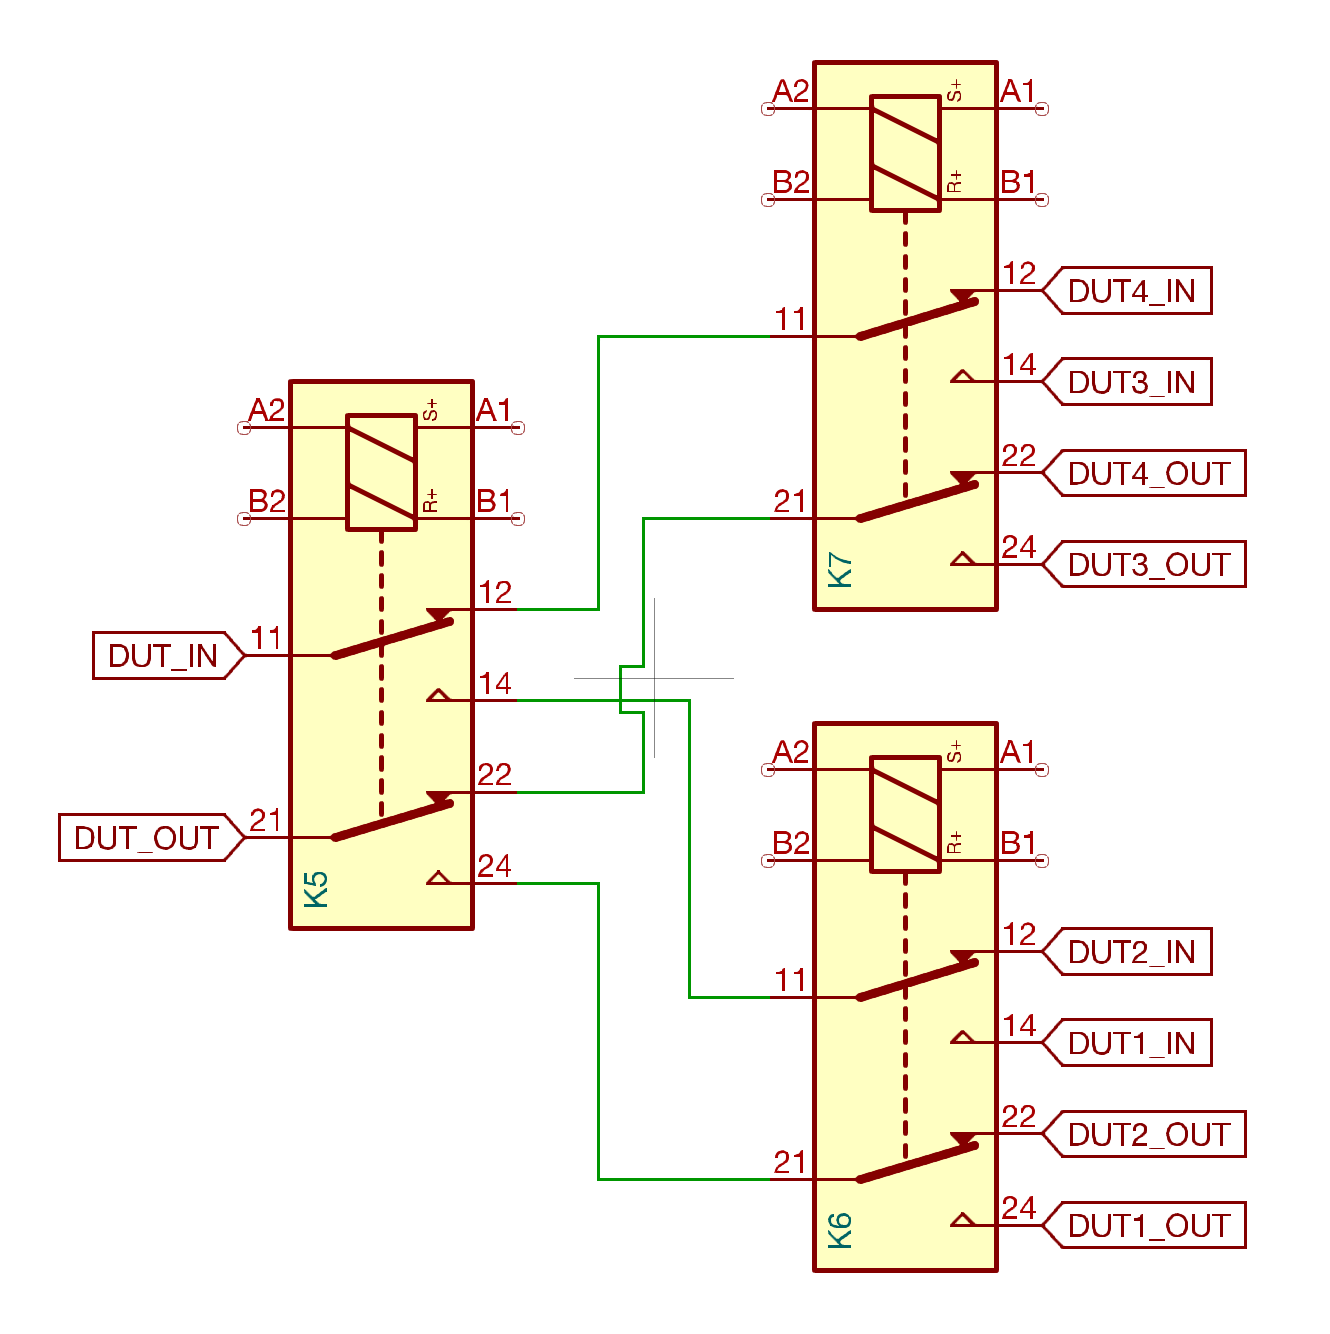 A2
S+
A1
B2
R+
B1
12
DUT4_IN
11
14
DUT3_IN
22
DUT4_OUT
21
24
DUT3_OUT
K7
A2
S+
A1
B2
R+
B1
12
DUT_IN
11
14
22
DUT_OUT
21
24
K5
A2
S+
A1
B2
R+
B1
12
DUT2_IN
11
14
DUT1_IN
22
DUT2_OUT
21
24
DUT1_OUT
K6